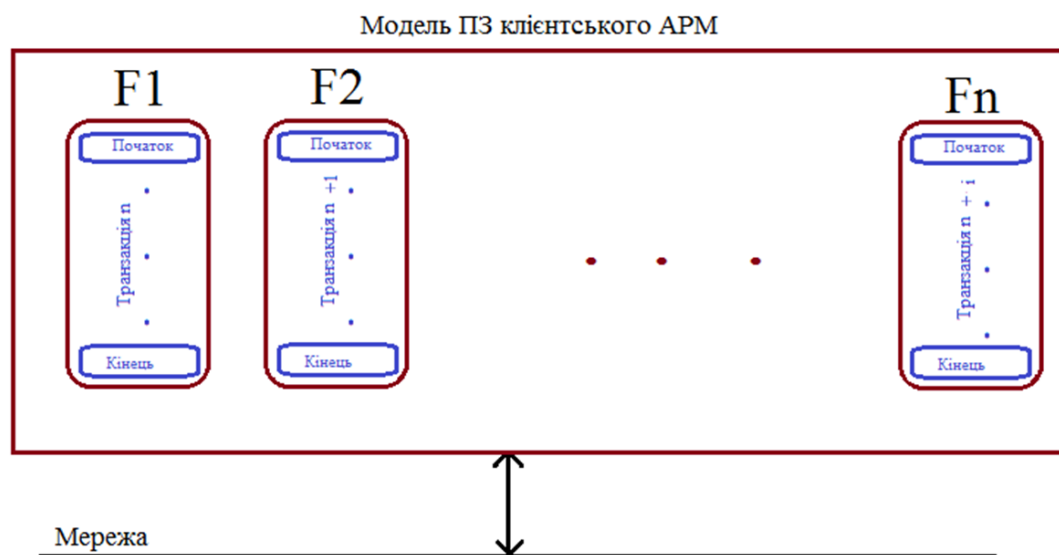 Модель ПЗ клієнтського АРМ
F1
F2
Fn
Початок
Початок
Початок
Транзакція n
Транзакція n +1
Транзакція n + i
Кінець
Кінець
Кінець
Мережа